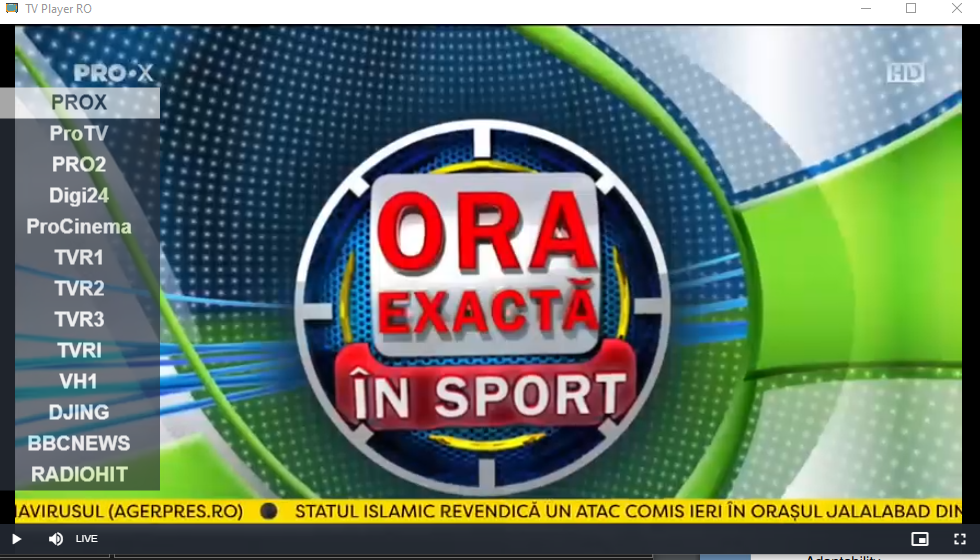 TV Player RO
PRO•X
HD
PROX
ProTV
PRO2
Digi24
ProCinema
TVR1
TVR2
TVR3
TVRI
VH1
DJING
BBCNEWS
RADIOHIT
ORA
EXACTĂ
ÎN SPORT
NAVIRUSUL (AGERPRES.RO) ● STATUL ISLAMIC REVENDICĂ UN ATAC COMIS IERI ÎN ORAȘUL JALALABAD DIN
LIVE